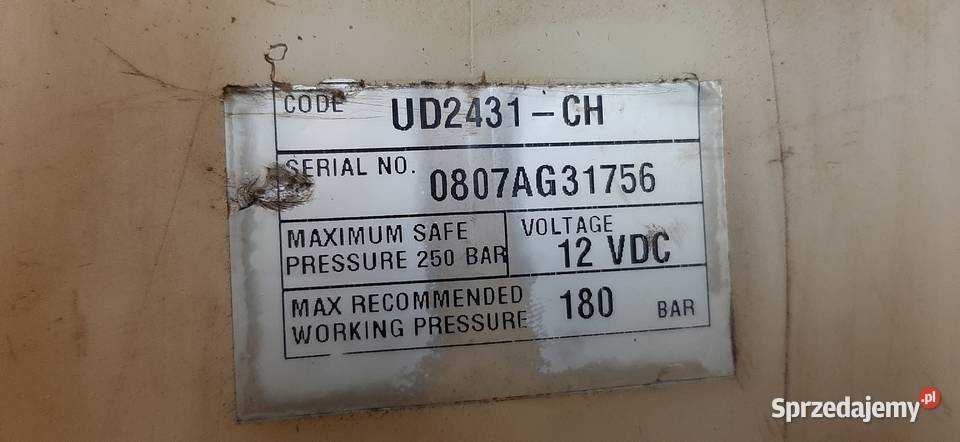 CODE UD2431-CH
SERIAL NO. 0807AG31756
MAXIMUM SAFE
PRESSURE 250 BAR
VOLTAGE
12 VDC
MAX RECOMMENDED
WORKING PRESSURE 180 BAR
Sprzedajemy.pl